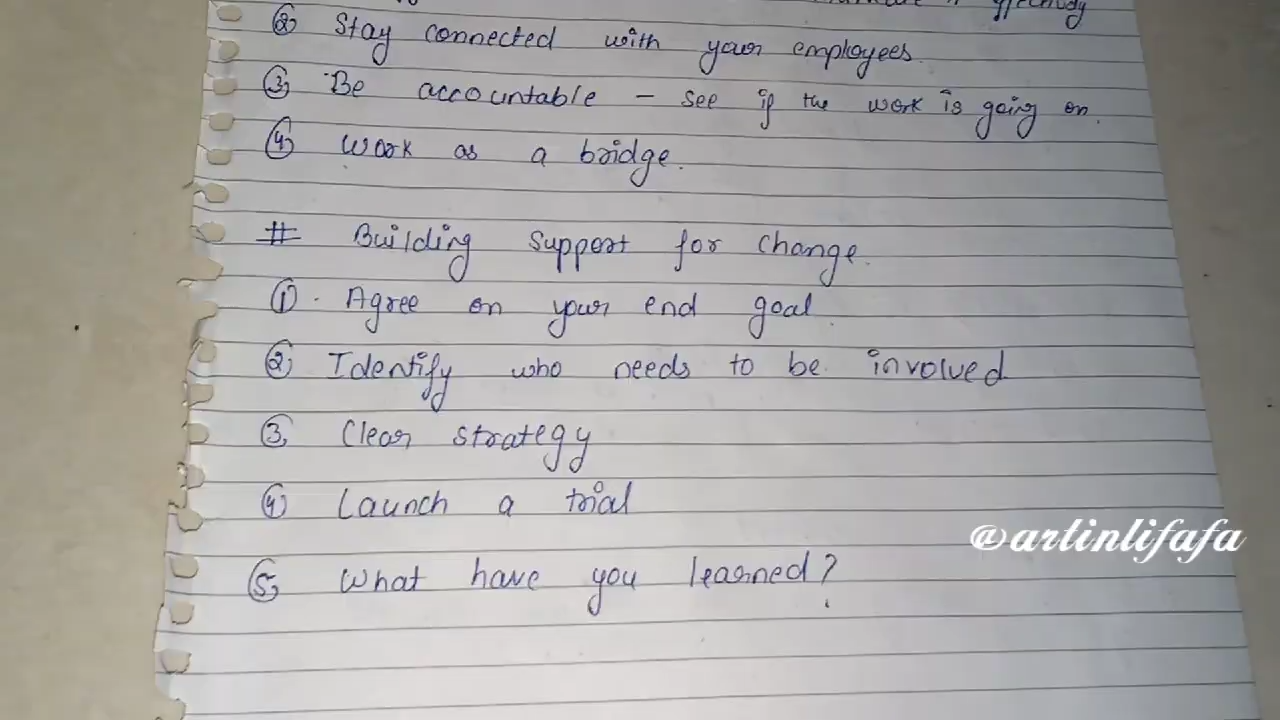 ② Stay connected with your employees.
③ Be accountable - see if the work is going on.
④ Work as a bridge.
# Building support for change.
① . Agree on your end goal.
② Identify who needs to be involved
③ Clear strategy
④ Launch a trial
⑤ What have you learned?
@artinlifafa